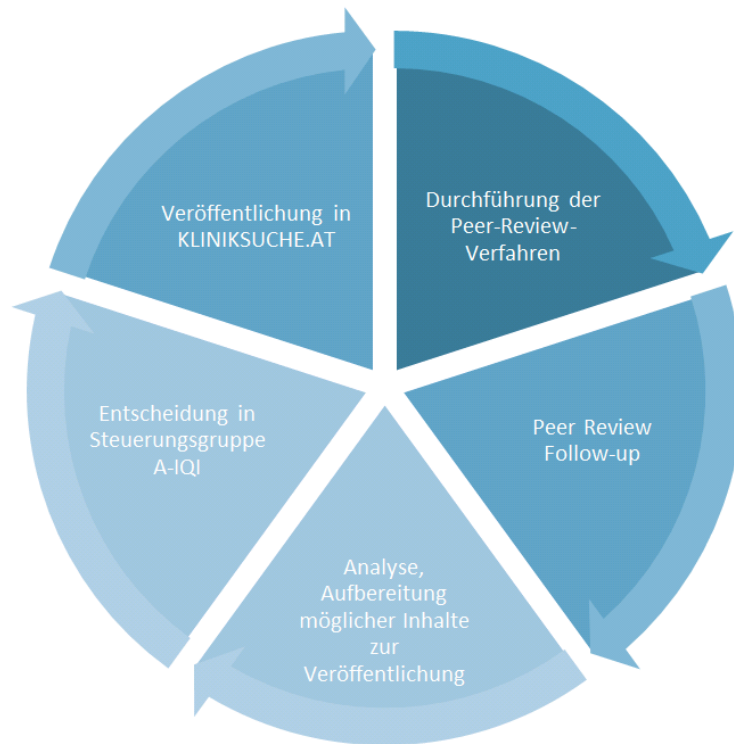 Durchführung der
Peer-Review-
Verfahren
Peer Review
Follow-up
Analyse,
Aufbereitung
möglicher Inhalte
zur
Veröffentlichung
Entscheidung in
Steuerungsgruppe
A-IQI
Veröffentlichung in
KLINIKSUCHE.AT